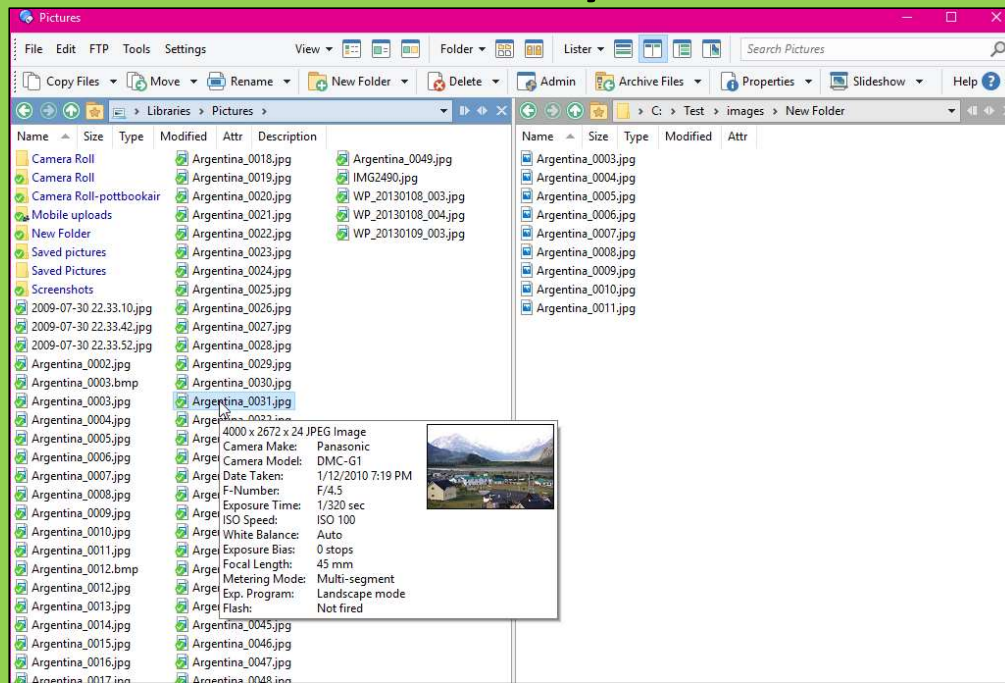 Pictures
File Edit FTP Tools Settings View Folder Lister Search Pictures
Copy Files Move Rename New Folder Delete Admin Archive Files Properties Slideshow Help
Libraries › Pictures ›
Name Size Type Modified Attr Description
Camera Roll
Camera Roll
Camera Roll-pottbookair
Mobile uploads
New Folder
Saved pictures
Saved Pictures
Screenshots
2009-07-30 22.33.10.jpg
2009-07-30 22.33.42.jpg
2009-07-30 22.33.52.jpg
Argentina_0002.jpg
Argentina_0003.bmp
Argentina_0003.jpg
Argentina_0004.jpg
Argentina_0005.jpg
Argentina_0006.jpg
Argentina_0007.jpg
Argentina_0008.jpg
Argentina_0009.jpg
Argentina_0010.jpg
Argentina_0011.jpg
Argentina_0012.bmp
Argentina_0012.jpg
Argentina_0013.jpg
Argentina_0014.jpg
Argentina_0015.jpg
Argentina_0016.jpg
Argentina_0017.jpg
Argentina_0018.jpg
Argentina_0019.jpg
Argentina_0020.jpg
Argentina_0021.jpg
Argentina_0022.jpg
Argentina_0023.jpg
Argentina_0024.jpg
Argentina_0025.jpg
Argentina_0026.jpg
Argentina_0027.jpg
Argentina_0028.jpg
Argentina_0029.jpg
Argentina_0030.jpg
Argentina_0031.jpg
Argentina_0032.jpg
4000 x 2672 x 24 JPEG Image
Camera Make: Panasonic
Camera Model: DMC-G1
Date Taken: 1/12/2010 7:19 PM
F-Number: F/4.5
Exposure Time: 1/320 sec
ISO Speed: ISO 100
White Balance: Auto
Exposure Bias: 0 stops
Focal Length: 45 mm
Metering Mode: Multi-segment
Exp. Program: Landscape mode
Flash: Not fired
Argentina_0045.jpg
Argentina_0046.jpg
Argentina_0047.jpg
Argentina_0048.jpg
Argentina_0049.jpg
IMG2490.jpg
WP_20130108_003.jpg
WP_20130108_004.jpg
WP_20130109_003.jpg
› C: › Test › images › New Folder
Name Size Type Modified Attr
Argentina_0003.jpg
Argentina_0004.jpg
Argentina_0005.jpg
Argentina_0006.jpg
Argentina_0007.jpg
Argentina_0008.jpg
Argentina_0009.jpg
Argentina_0010.jpg
Argentina_0011.jpg